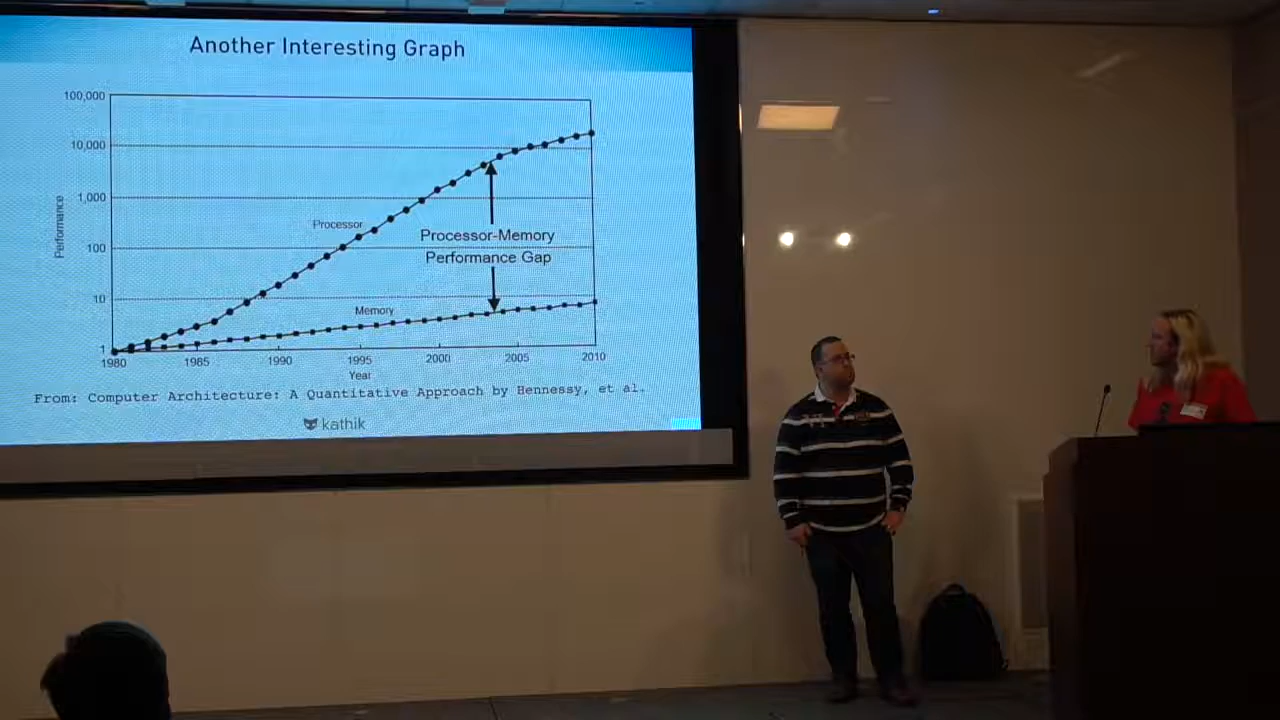 Another Interesting Graph
100,000
10,000
1,000
100
10
1
Performance
Processor
Processor-Memory
Performance Gap
Memory
1980 1985 1990 1995 2000 2005 2010
Year
From: Computer Architecture: A Quantitative Approach by Hennessy, et al.
kathik